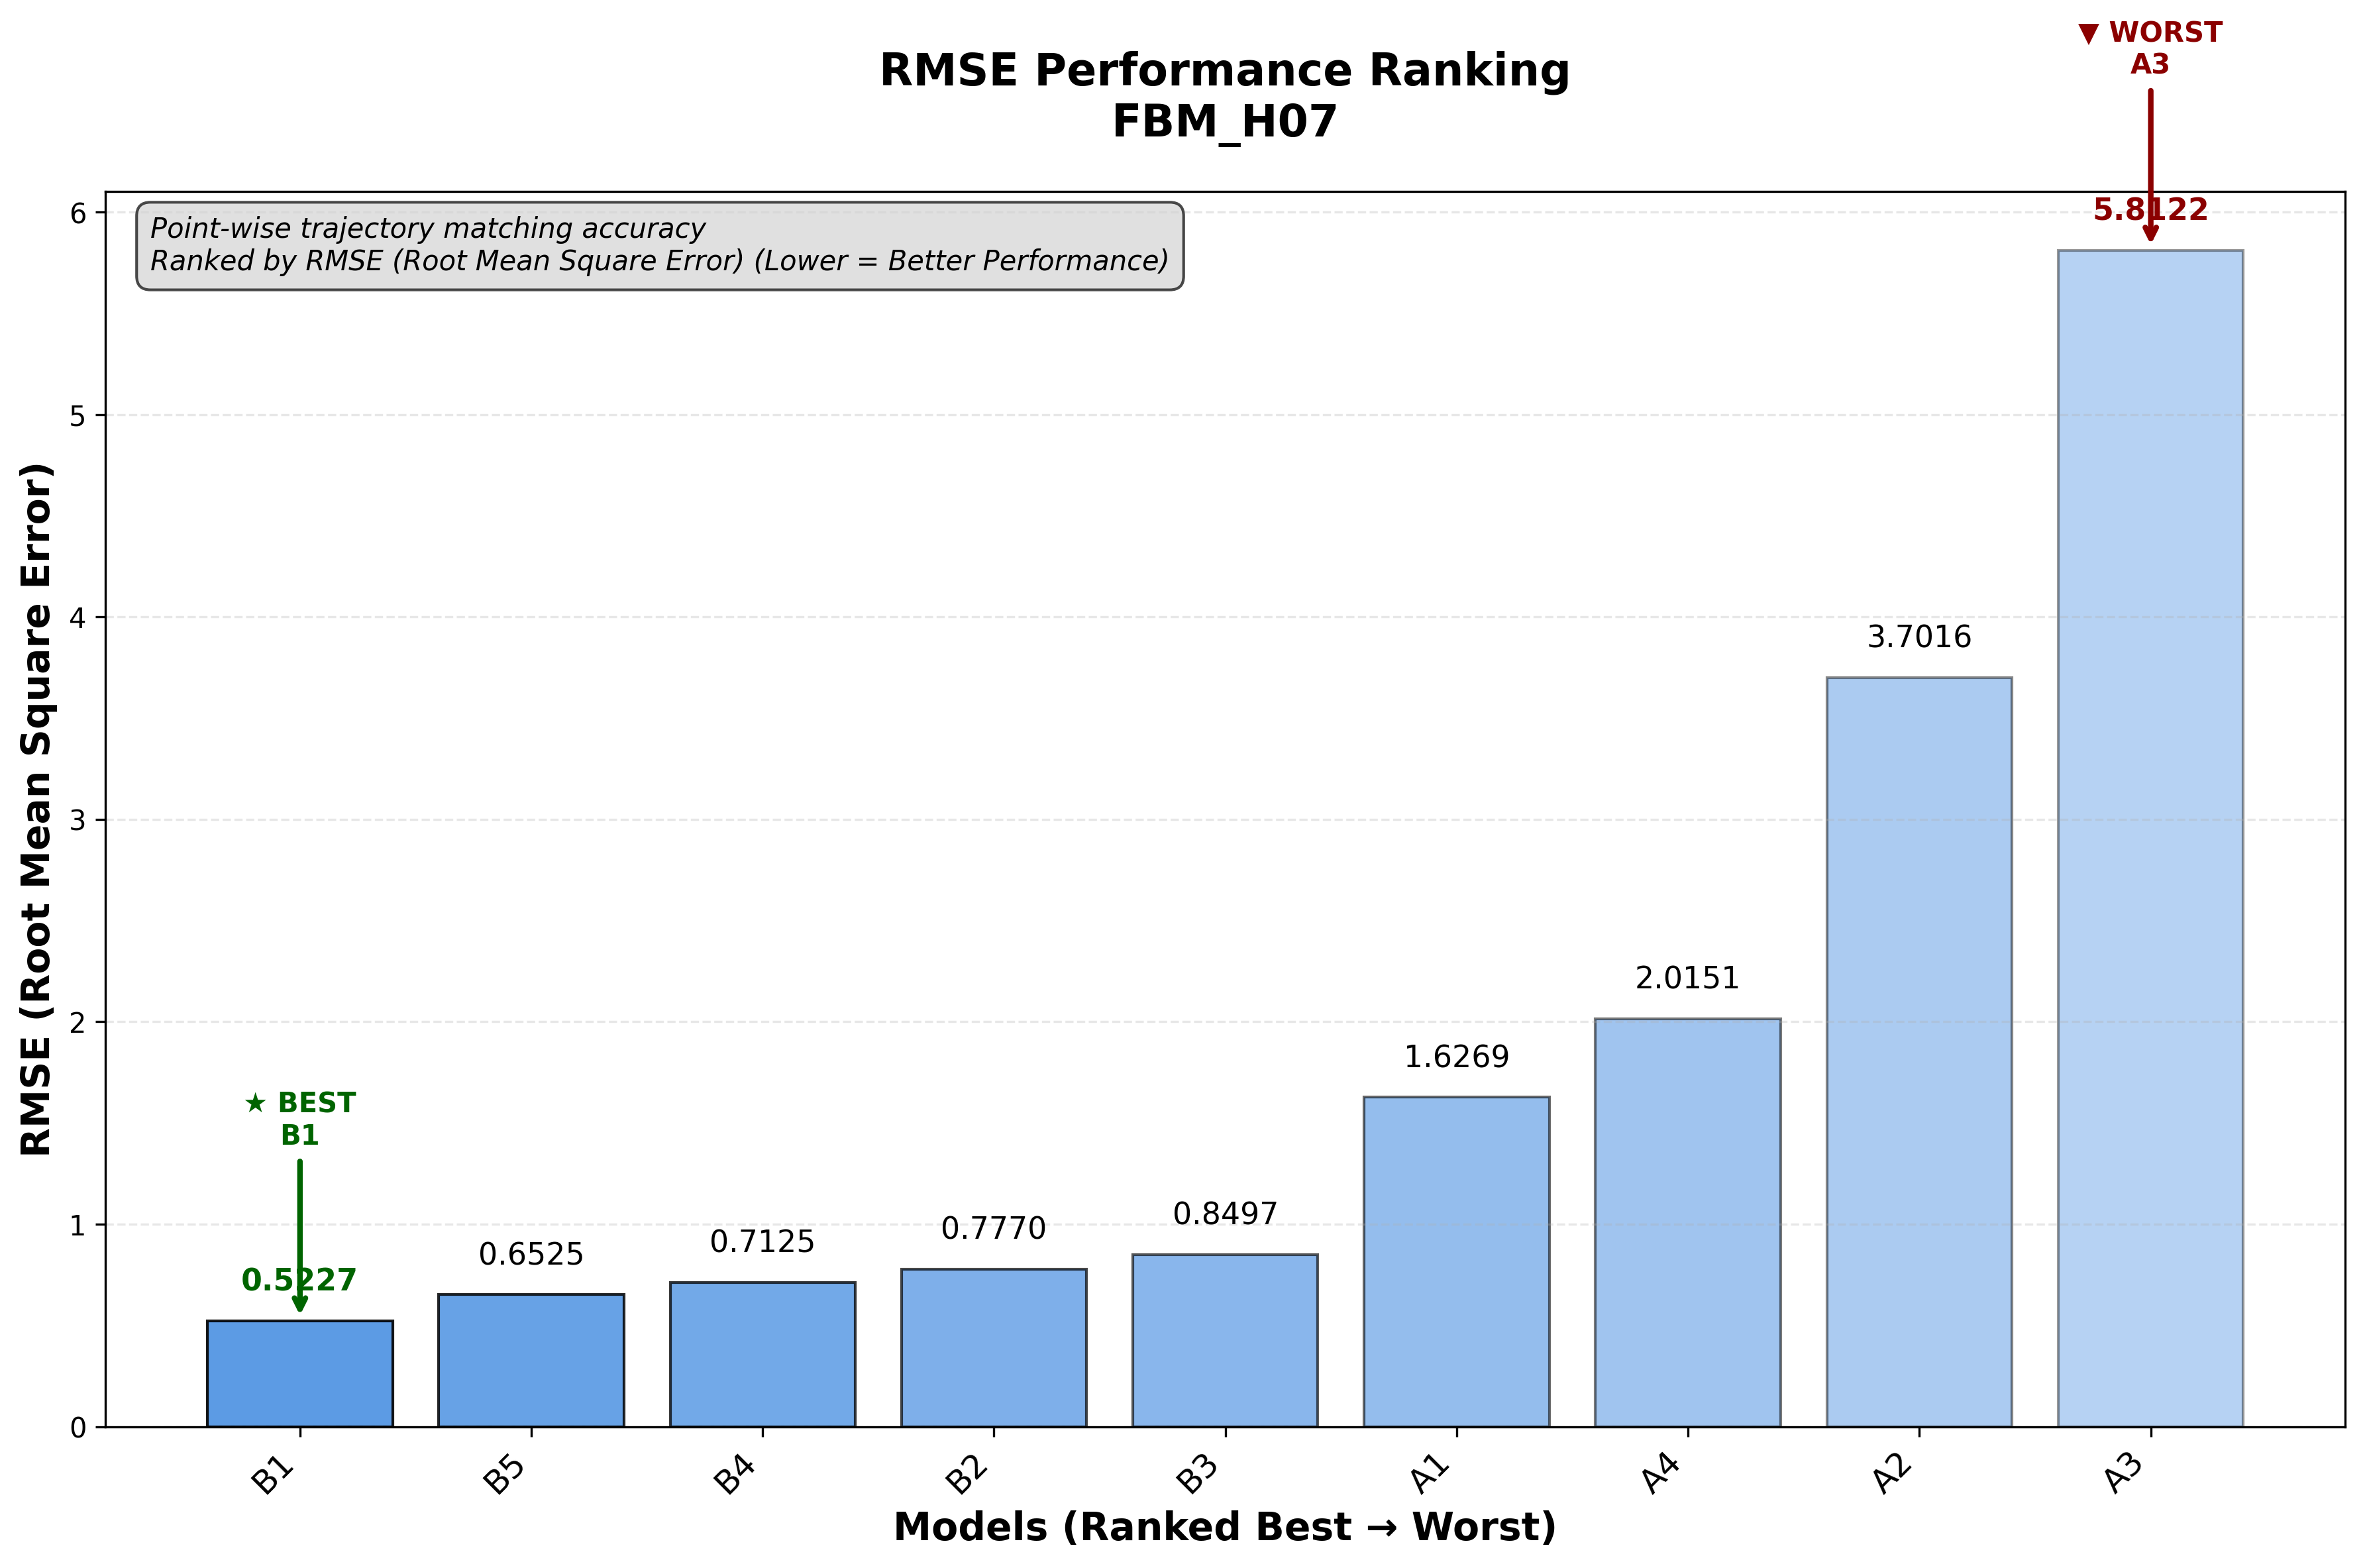 ▼ WORST
A3
RMSE Performance Ranking
FBM_H07
Point-wise trajectory matching accuracy
Ranked by RMSE (Root Mean Square Error) (Lower = Better Performance)
RMSE (Root Mean Square Error)
6
5
4
3
2
1
0
★ BEST
B1
0.5227
0.6525
0.7125
0.7770
0.8497
1.6269
2.0151
3.7016
5.8122
B1
B5
B4
B2
B3
A1
A4
A2
A3
Models (Ranked Best → Worst)